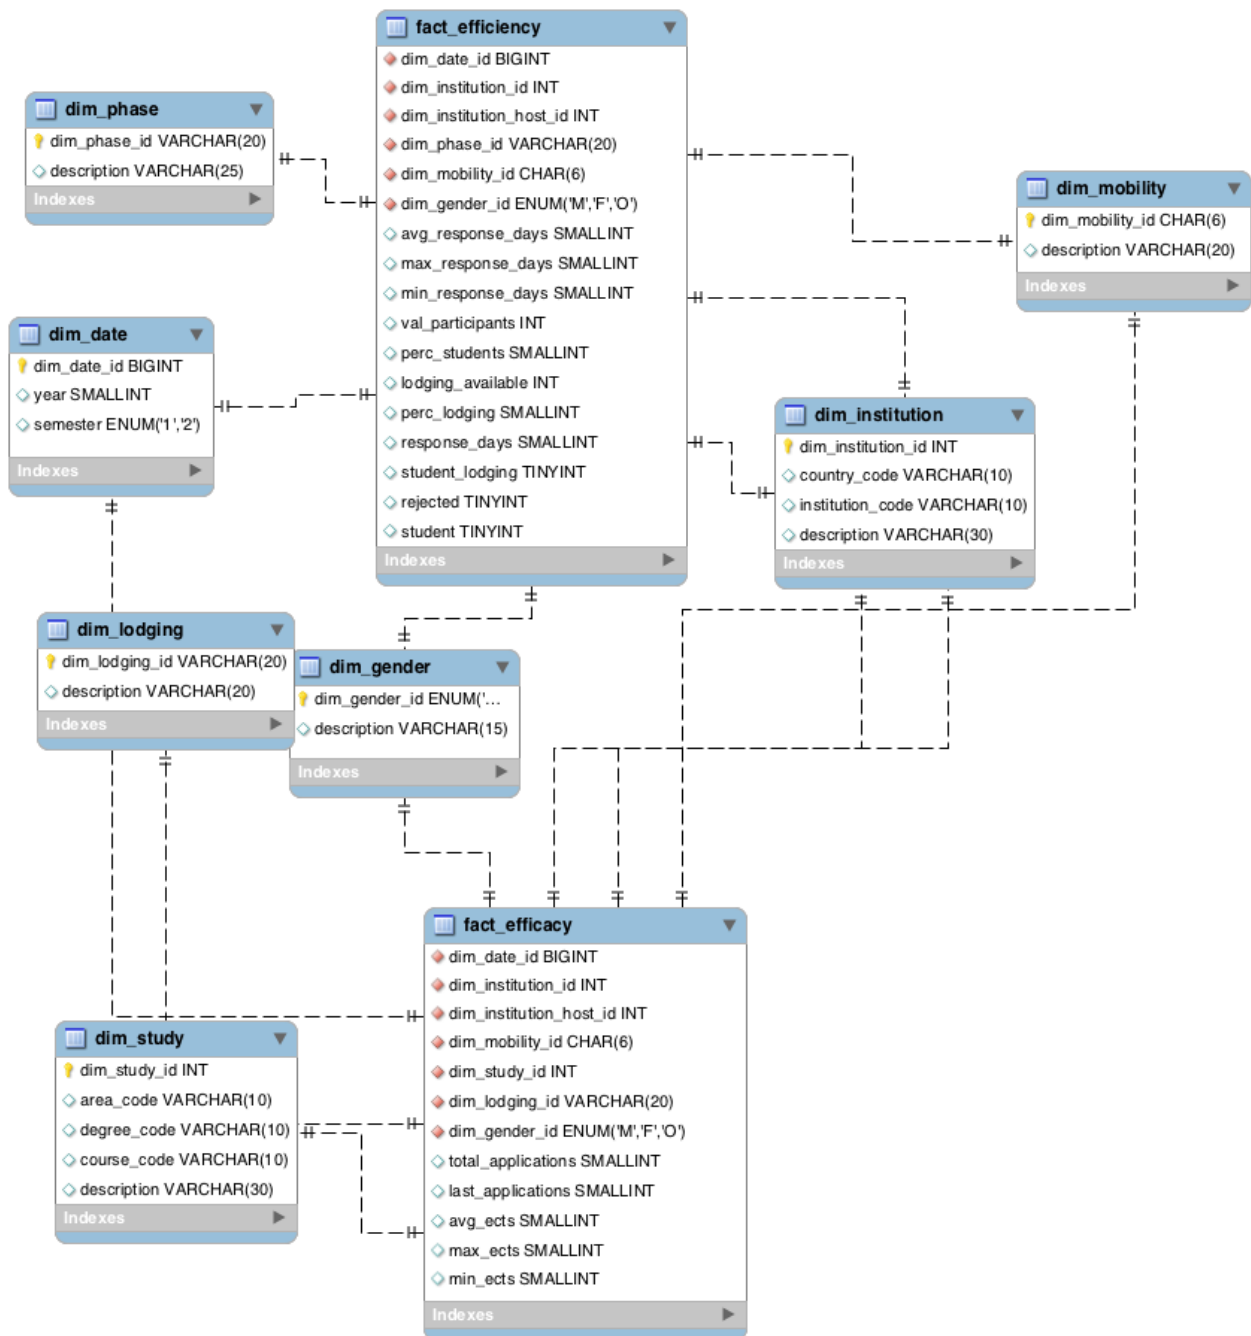 fact_efficiency
dim_date_id BIGINT
dim_institution_id INT
dim_institution_host_id INT
dim_phase_id VARCHAR(20)
dim_mobility_id CHAR(6)
dim_gender_id ENUM('M','F','O')
avg_response_days SMALLINT
max_response_days SMALLINT
min_response_days SMALLINT
val_participants INT
perc_students SMALLINT
lodging_available INT
perc_lodging SMALLINT
response_days SMALLINT
student_lodging TINYINT
rejected TINYINT
student TINYINT
Indexes
dim_phase
dim_phase_id VARCHAR(20)
description VARCHAR(25)
Indexes
dim_mobility
dim_mobility_id CHAR(6)
description VARCHAR(20)
Indexes
dim_date
dim_date_id BIGINT
year SMALLINT
semester ENUM('1','2')
Indexes
dim_institution
dim_institution_id INT
country_code VARCHAR(10)
institution_code VARCHAR(10)
description VARCHAR(30)
Indexes
dim_lodging
dim_lodging_id VARCHAR(20)
description VARCHAR(20)
Indexes
dim_gender
dim_gender_id ENUM('...
description VARCHAR(15)
Indexes
fact_efficacy
dim_date_id BIGINT
dim_institution_id INT
dim_institution_host_id INT
dim_mobility_id CHAR(6)
dim_study_id INT
dim_lodging_id VARCHAR(20)
dim_gender_id ENUM('M','F','O')
total_applications SMALLINT
last_applications SMALLINT
avg_ects SMALLINT
max_ects SMALLINT
min_ects SMALLINT
Indexes
dim_study
dim_study_id INT
area_code VARCHAR(10)
degree_code VARCHAR(10)
course_code VARCHAR(10)
description VARCHAR(30)
Indexes